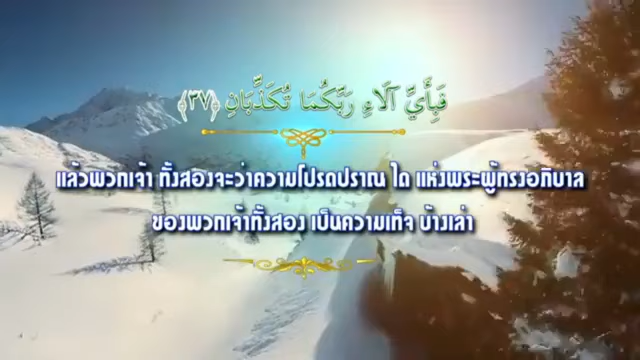 فَبِأَيِّ آلَاءِ رَبِّكُمَا تُكَذِّبَانِ ﴿٣٧﴾
แล้วพวกเจ้า ทั้งสองจะว่าความโปรดปราณ ใด แห่งพระผู้ทรงอภิบาล
ของพวกเจ้าทั้งสอง เป็นความเท็จ บ้างเล่า